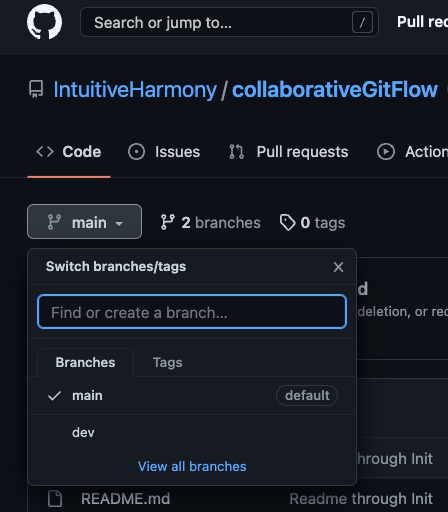 Search or jump to...
/
Pull
IntuitiveHarmony / collaborativeGitFlow
Code
Issues
Pull requests
Action
main
2 branches
0 tags
Switch branches/tags
Find or create a branch...
deletion, or
Branches
Tags
main
default
dev
View all branches
through Init
README.md
Readme through Init